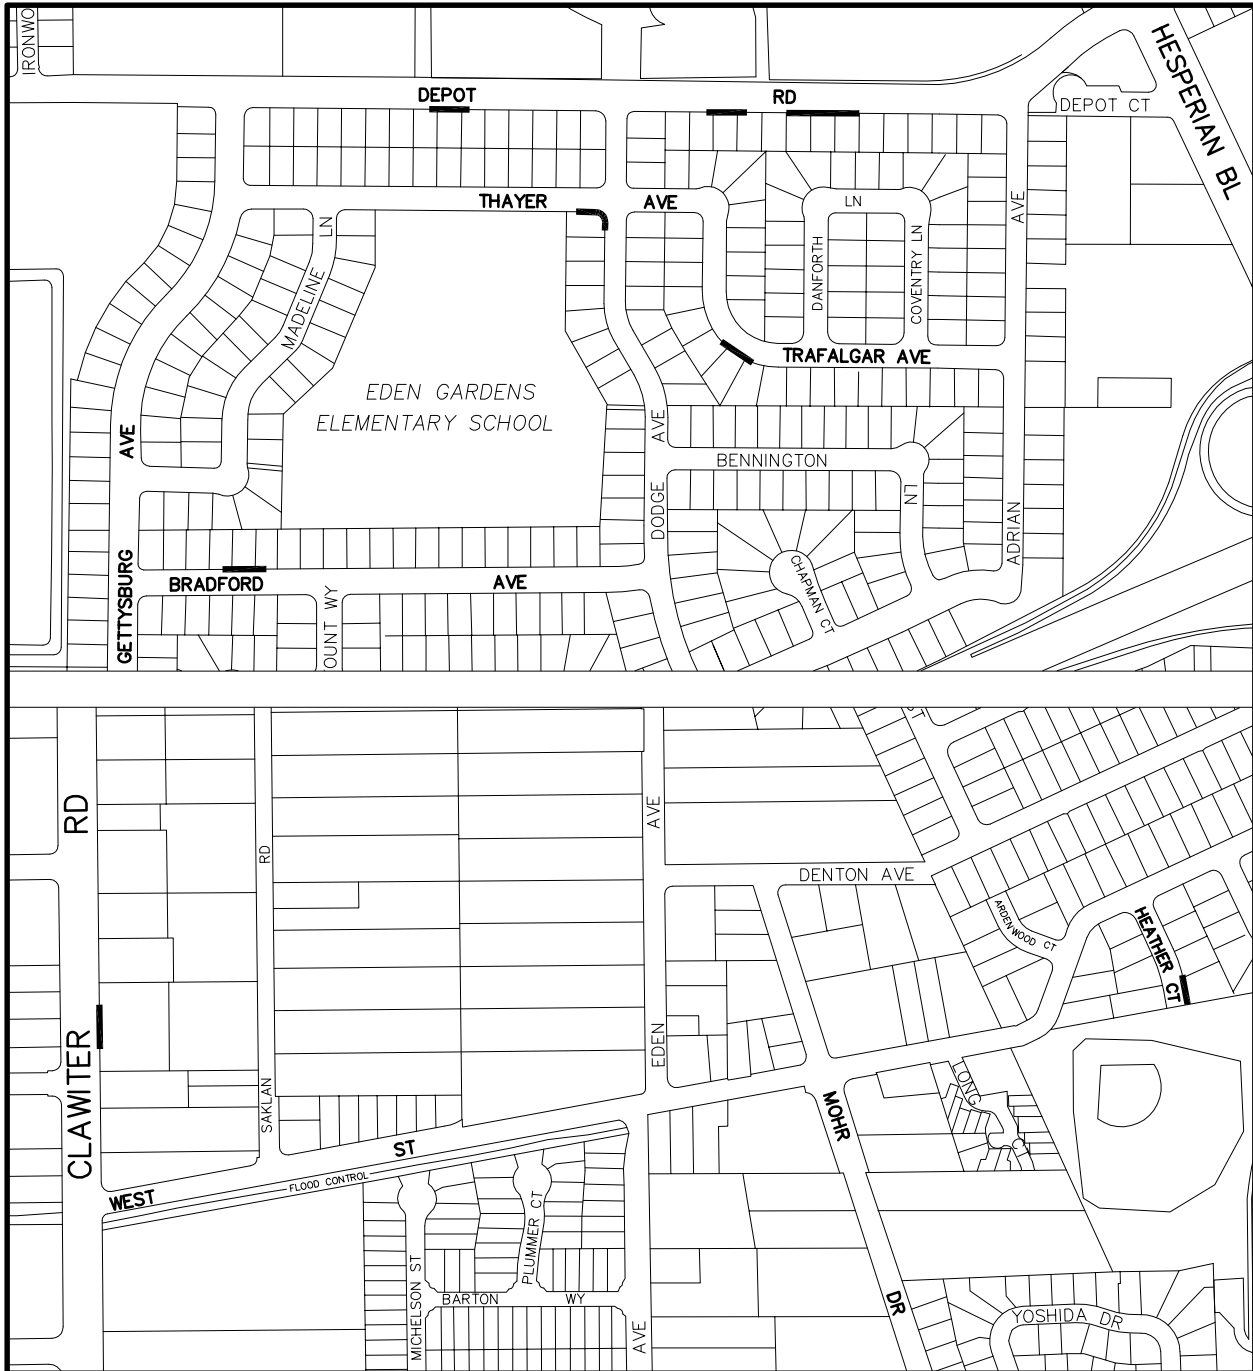 IRONWO
HESPERIAN BL
DEPOT RD
DEPOT CT
THAYER AVE
LN
AVE
LN
MADELINE
DANFORTH
COVENTRY LN
TRAFALGAR AVE
EDEN GARDENS
ELEMENTARY SCHOOL
AVE
AVE
BENNINGTON
LN
DODGE
ADRIAN
GETTYSBURG
BRADFORD AVE
CHAPMAN CT
OUNT WY
ST
RD
AVE
RD
DENTON AVE
ARDENWOOD CT
HEATHER CT
CLAWITER
EDEN
SAKLAN
LONG
MOHR
ST
WEST
FLOOD CONTROL
PLUMMER CT
MICHELSON ST
BARTON WY
DR
YOSHIDA DR
AVE